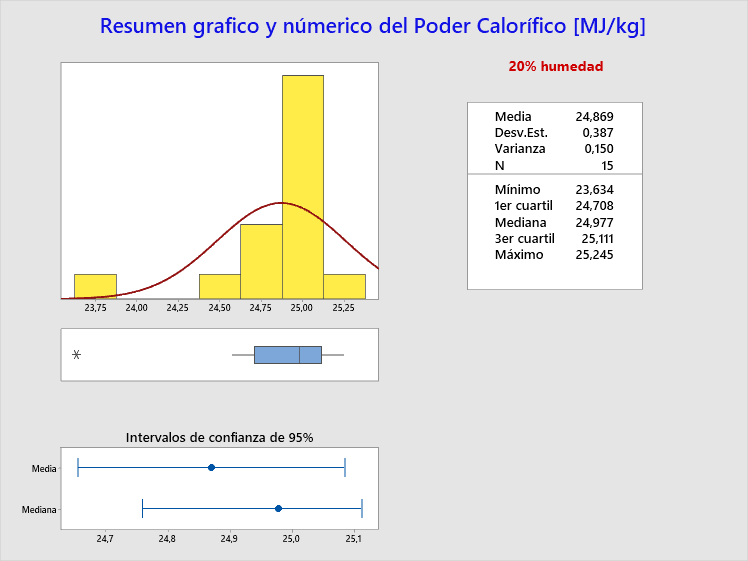 Resumen grafico y númerico del Poder Calorífico [MJ/kg]
20% humedad
Media 24,869
Desv.Est. 0,387
Varianza 0,150
N 15
Mínimo 23,634
1er cuartil 24,708
Mediana 24,977
3er cuartil 25,111
Máximo 25,245
23,75 24,00 24,25 24,50 24,75 25,00 25,25
Intervalos de confianza de 95%
Media
Mediana
24,7 24,8 24,9 25,0 25,1